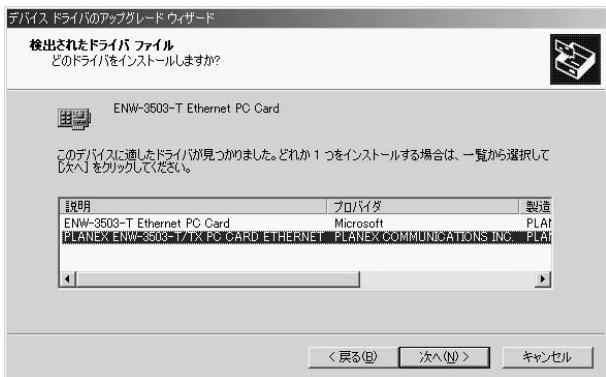 デバイス ドライバのアップグレード ウィザード
検出されたドライバ ファイル
どのドライバをインストールしますか?
ENW-3503-T Ethernet PC Card
このデバイスに適したドライバが見つかりました。どれか 1 つをインストールする場合は、一覧から選択して
[次へ] をクリックしてください。
説明 プロバイダ 製造
ENW-3503-T Ethernet PC Card Microsoft PLAN
PLANEX ENW-3503-T/TX PC CARD ETHERNET PLANEX COMMUNICATIONS INC. PLAN
< 戻る(B) 次へ(N) > キャンセル